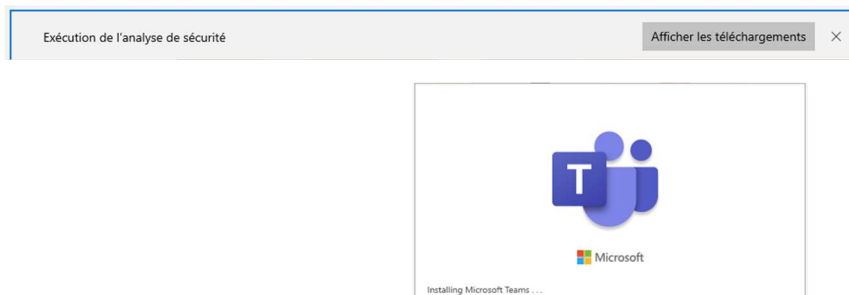 Exécution de l'analyse de sécurité
Afficher les téléchargements
T
Microsoft
Installing Microsoft Teams . . .